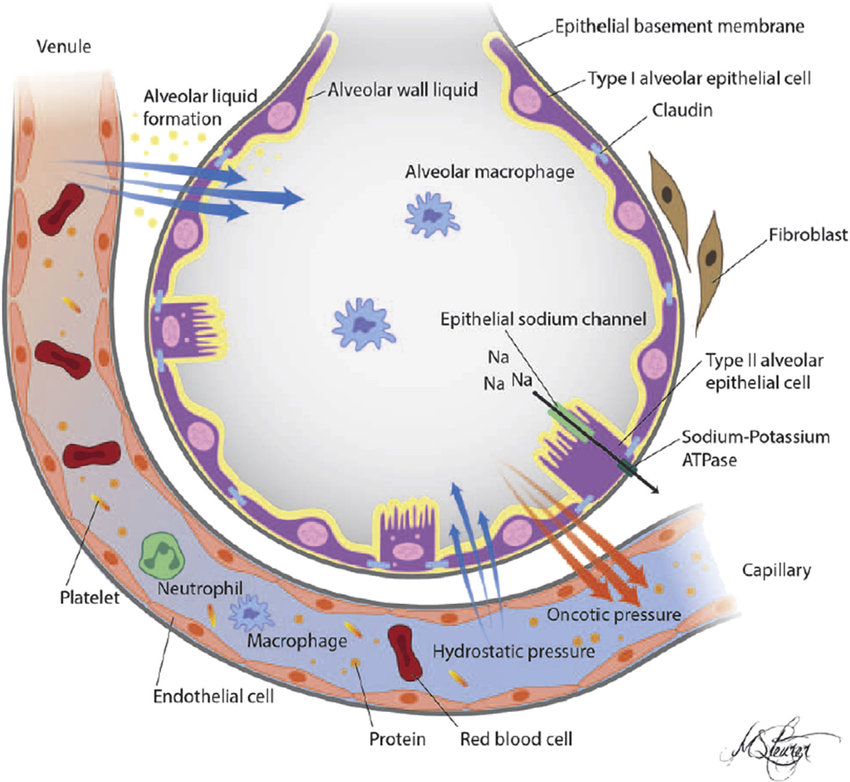 Venule
Epithelial basement membrane
Type I alveolar epithelial cell
Alveolar liquid
formation
Alveolar wall liquid
Claudin
Alveolar macrophage
Fibroblast
Epithelial sodium channel
Na
Na Na
Type II alveolar
epithelial cell
Sodium-Potassium
ATPase
Capillary
Platelet
Neutrophil
Macrophage
Oncotic pressure
Hydrostatic pressure
Endothelial cell
Protein
Red blood cell